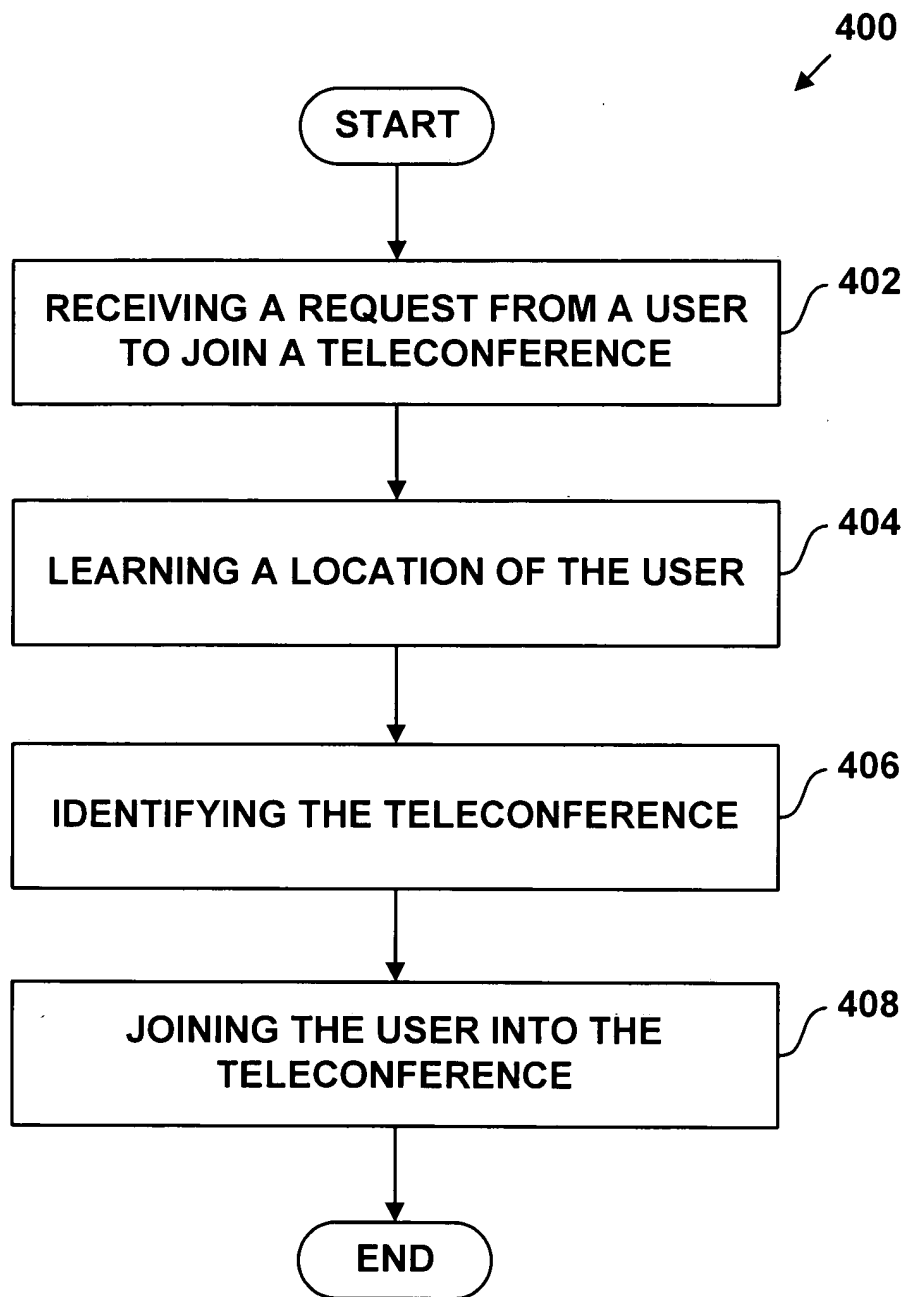 400
START
RECEIVING A REQUEST FROM A USER
TO JOIN A TELECONFERENCE
402
LEARNING A LOCATION OF THE USER
404
IDENTIFYING THE TELECONFERENCE
406
JOINING THE USER INTO THE
TELECONFERENCE
408
END